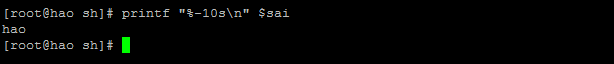 [root@hao sh]# printf "%-10s\n" $sai
hao
[root@hao sh]#